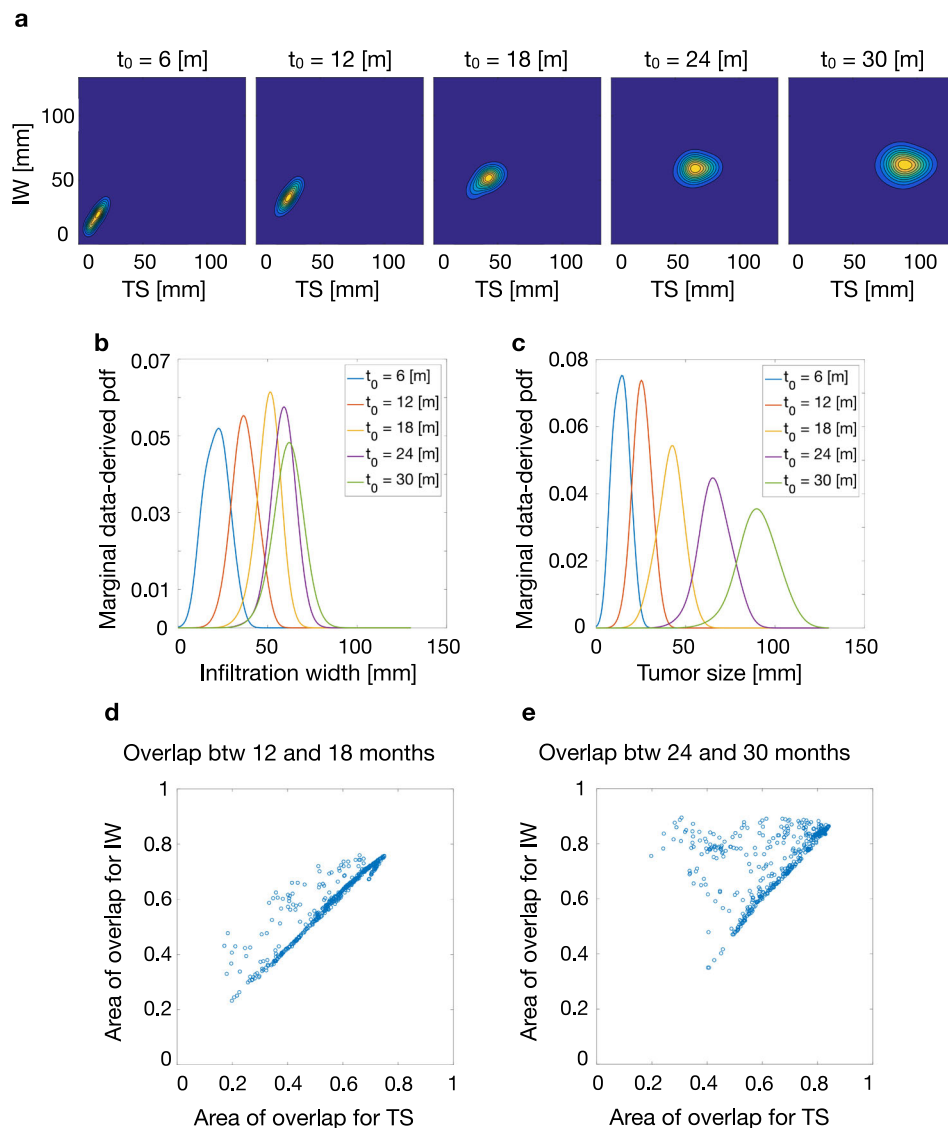 a
t₀ = 6 [m] t₀ = 12 [m] t₀ = 18 [m] t₀ = 24 [m] t₀ = 30 [m]
IW [mm]
100
50
0
0 50 100 0 50 100 0 50 100 0 50 100 0 50 100
TS [mm] TS [mm] TS [mm] TS [mm] TS [mm]
b
Marginal data-derived pdf
0.07
0.05
0.03
0.01
0
t₀ = 6 [m]
t₀ = 12 [m]
t₀ = 18 [m]
t₀ = 24 [m]
t₀ = 30 [m]
0 50 100 150
Infiltration width [mm]
c
Marginal data-derived pdf
0.08
0.06
0.04
0.02
0
t₀ = 6 [m]
t₀ = 12 [m]
t₀ = 18 [m]
t₀ = 24 [m]
t₀ = 30 [m]
0 50 100 150
Tumor size [mm]
d
Overlap btw 12 and 18 months
Area of overlap for IW
1
0.8
0.6
0.4
0.2
0
0 0.2 0.4 0.6 0.8 1
Area of overlap for TS
e
Overlap btw 24 and 30 months
Area of overlap for IW
1
0.8
0.6
0.4
0.2
0
0 0.2 0.4 0.6 0.8 1
Area of overlap for TS